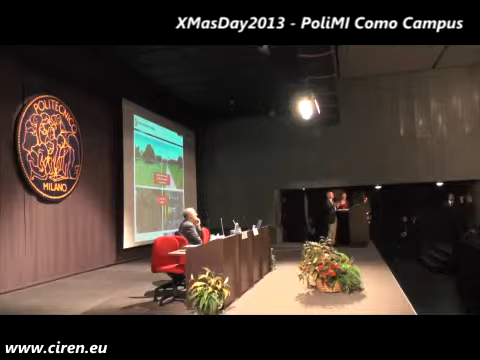 XMasDay2013 - PoliMI Como Campus
POLITECNICO
MILANO
www.ciren.eu